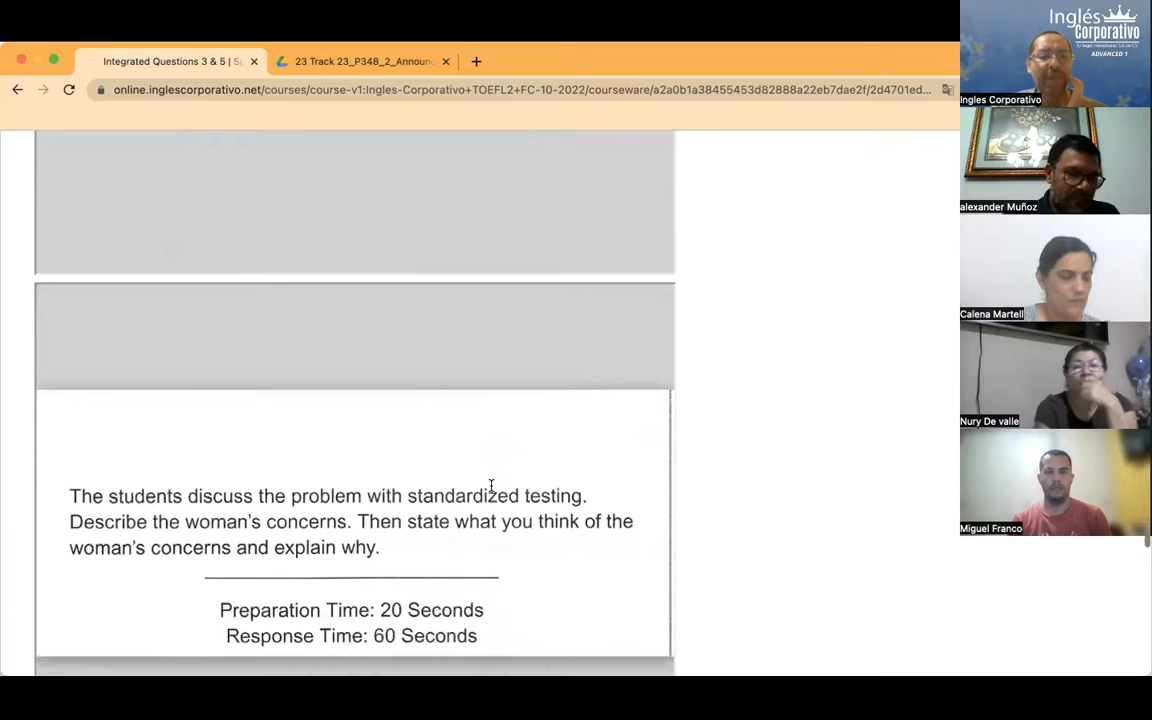 Integrated Questions 3 & 5 | Sp
23 Track 23_P348_2_Announ
online.inglescorporativo.net/courses/course-v1:Ingles-Corporativo+TOEFL2+FC-10-2022/courseware/a2a0b1a38455453d82888a22eb7dae2f/2d4701ed...
The students discuss the problem with standardized testing.
Describe the woman's concerns. Then state what you think of the
woman's concerns and explain why.
Preparation Time: 20 Seconds
Response Time: 60 Seconds
Inglés
Corporativo
ADVANCED 1
Ingles Corporativo
alexander Muñoz
Calena Martell
Nury De valle
Miguel Franco